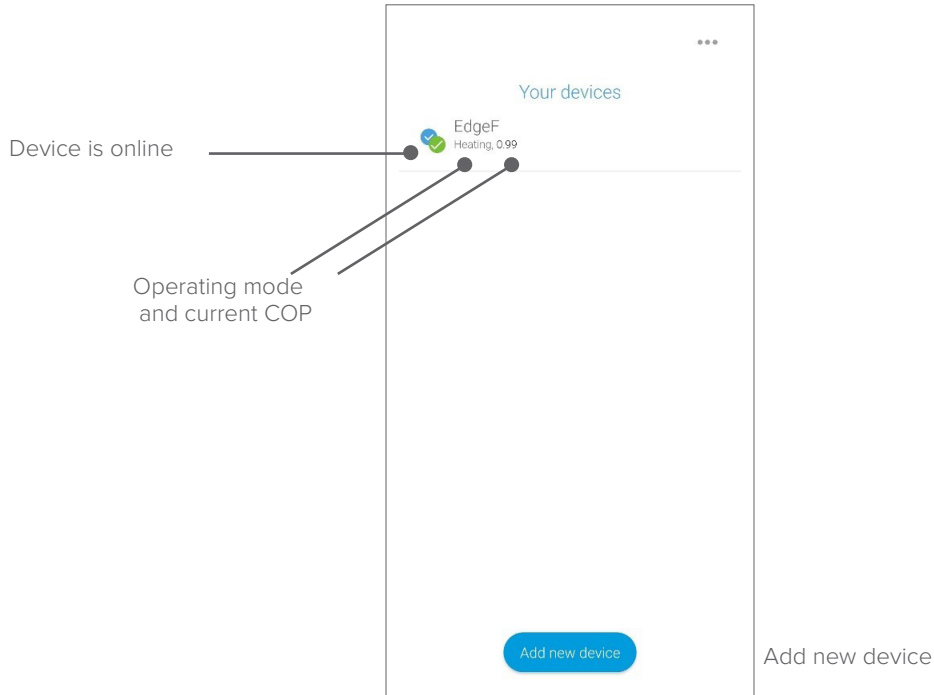 Your devices
EdgeF
Heating, 0.99
Device is online
Operating mode
and current COP
Add new device
Add new device